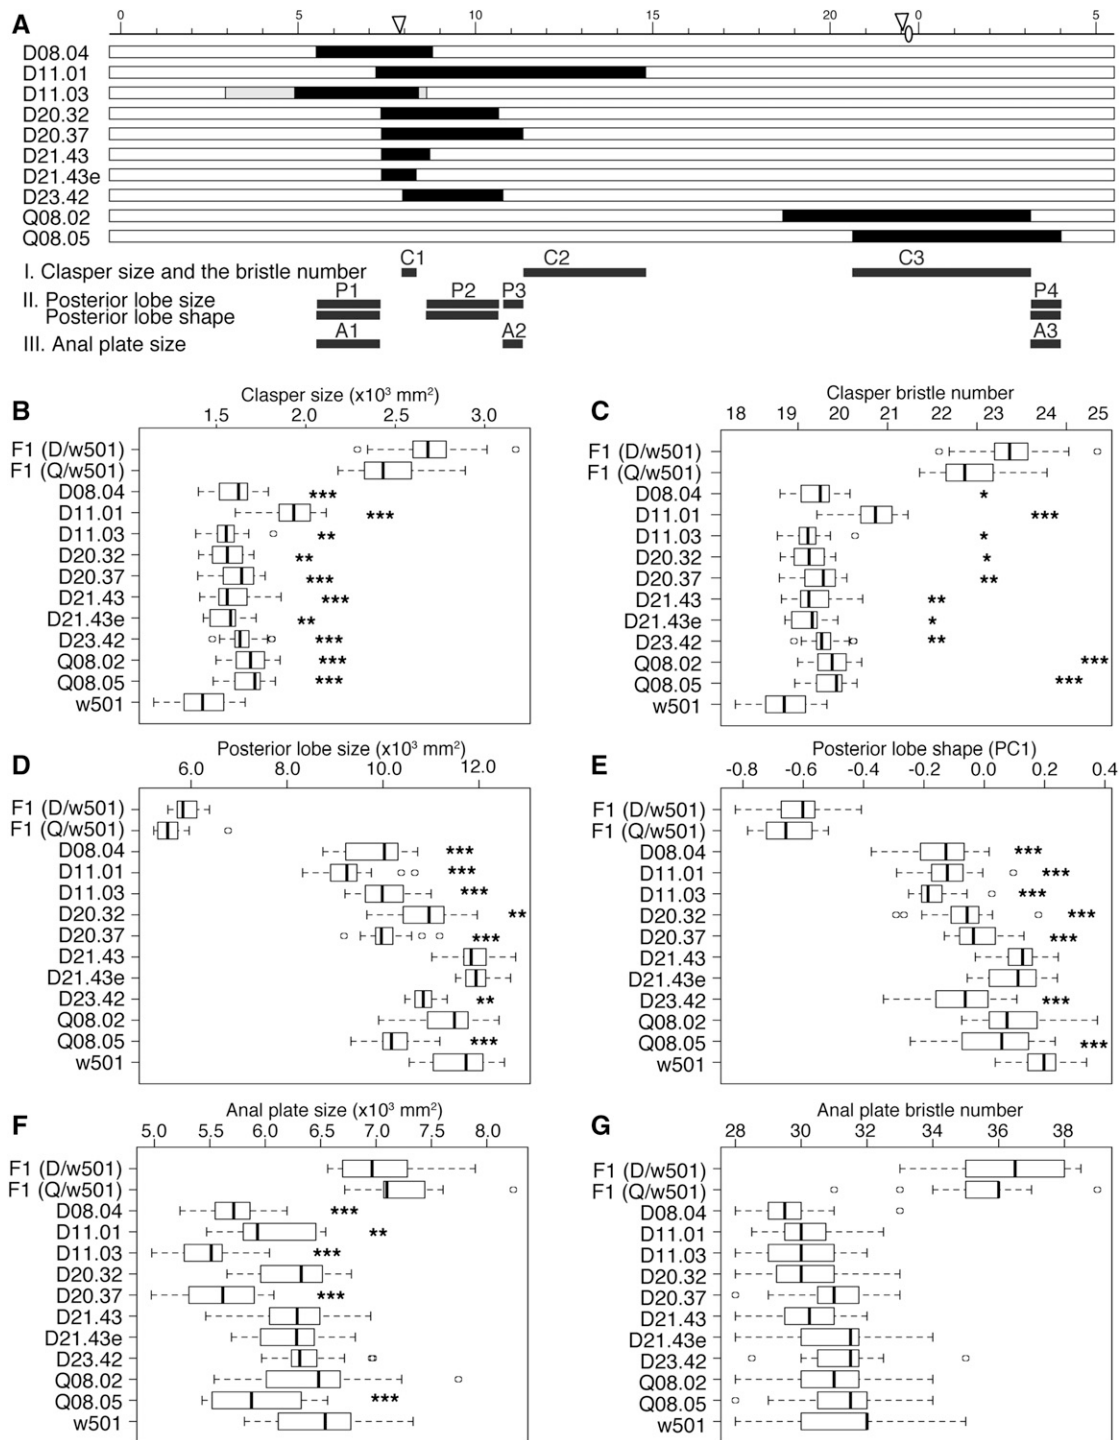 A
0 5 10 15 20 0 5
D08.04
D11.01
D11.03
D20.32
D20.37
D21.43
D21.43e
D23.42
Q08.02
Q08.05
I. Clasper size and the bristle number C1 C2 C3
P1 P2 P3 P4
II. Posterior lobe size
Posterior lobe shape
A1 A2 A3
III. Anal plate size
B
Clasper size (x10³ mm²)
1.5 2.0 2.5 3.0
F1 (D/w501)
F1 (Q/w501)
D08.04 ***
D11.01 ***
D11.03 **
D20.32 **
D20.37 ***
D21.43 ***
D21.43e **
D23.42 ***
Q08.02 ***
Q08.05 ***
w501
C
Clasper bristle number
18 19 20 21 22 23 24 25
F1 (D/w501)
F1 (Q/w501)
D08.04 *
D11.01 ***
D11.03 *
D20.32 *
D20.37 **
D21.43 **
D21.43e *
D23.42 **
Q08.02 ***
Q08.05 ***
w501
D
Posterior lobe size (x10³ mm²)
6.0 8.0 10.0 12.0
F1 (D/w501)
F1 (Q/w501)
D08.04 ***
D11.01 ***
D11.03 ***
D20.32 **
D20.37 ***
D21.43
D21.43e
D23.42 **
Q08.02
Q08.05 ***
w501
E
Posterior lobe shape (PC1)
-0.8 -0.6 -0.4 -0.2 0.0 0.2 0.4
F1 (D/w501)
F1 (Q/w501)
D08.04 ***
D11.01 ***
D11.03 ***
D20.32 ***
D20.37 ***
D21.43
D21.43e
D23.42 ***
Q08.02
Q08.05 ***
w501
F
Anal plate size (x10³ mm²)
5.0 5.5 6.0 6.5 7.0 7.5 8.0
F1 (D/w501)
F1 (Q/w501)
D08.04 ***
D11.01 **
D11.03 ***
D20.32
D20.37 ***
D21.43
D21.43e
D23.42
Q08.02
Q08.05 ***
w501
G
Anal plate bristle number
28 30 32 34 36 38
F1 (D/w501)
F1 (Q/w501)
D08.04
D11.01
D11.03
D20.32
D20.37
D21.43
D21.43e
D23.42
Q08.02
Q08.05
w501